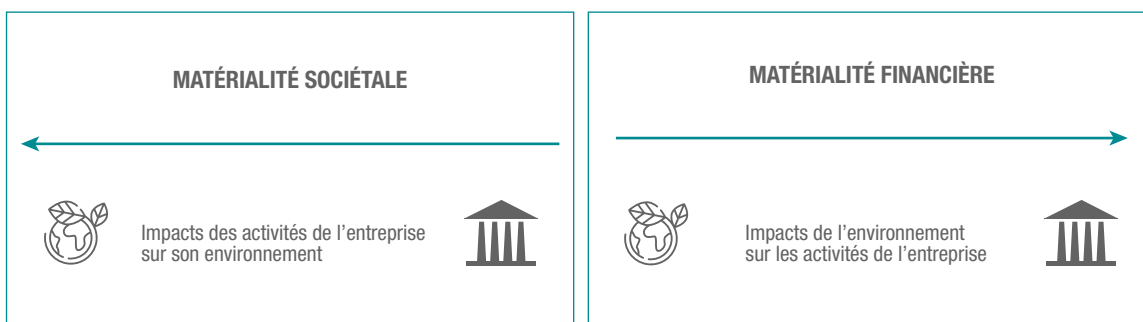 MATÉRIALITÉ SOCIÉTALE
Impacts des activités de l’entreprise
sur son environnement
MATÉRIALITÉ FINANCIÈRE
Impacts de l’environnement
sur les activités de l’entreprise